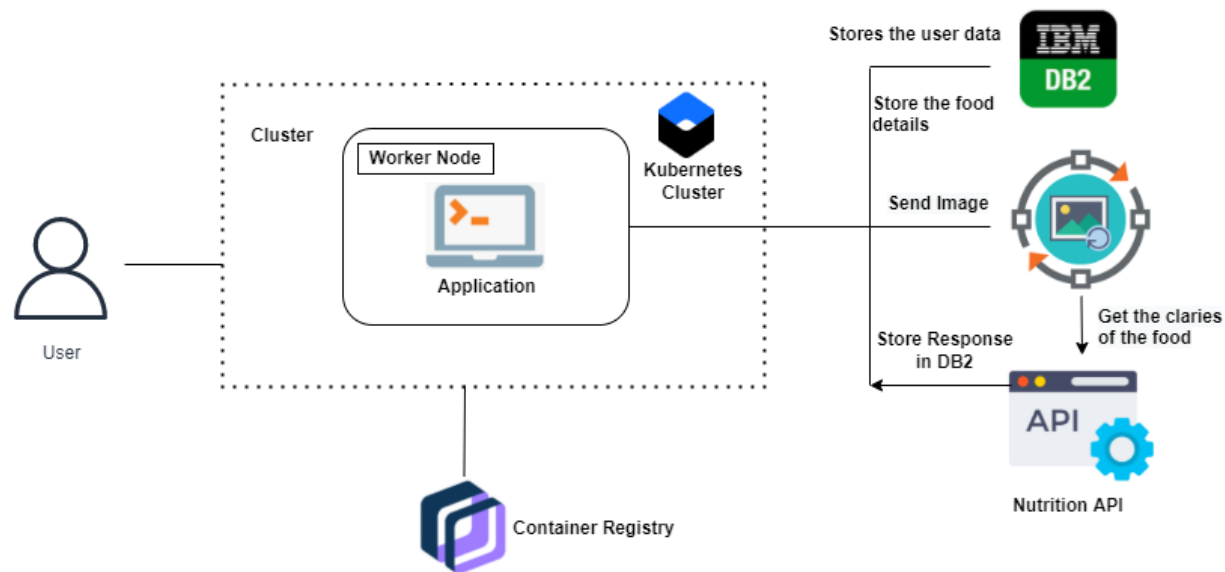 Stores the user data
IBM
DB2
Store the food
details
Cluster
Worker Node
Kubernetes
Cluster
Application
Send Image
User
Get the claries
of the food
Store Response
in DB2
API
Nutrition API
Container Registry